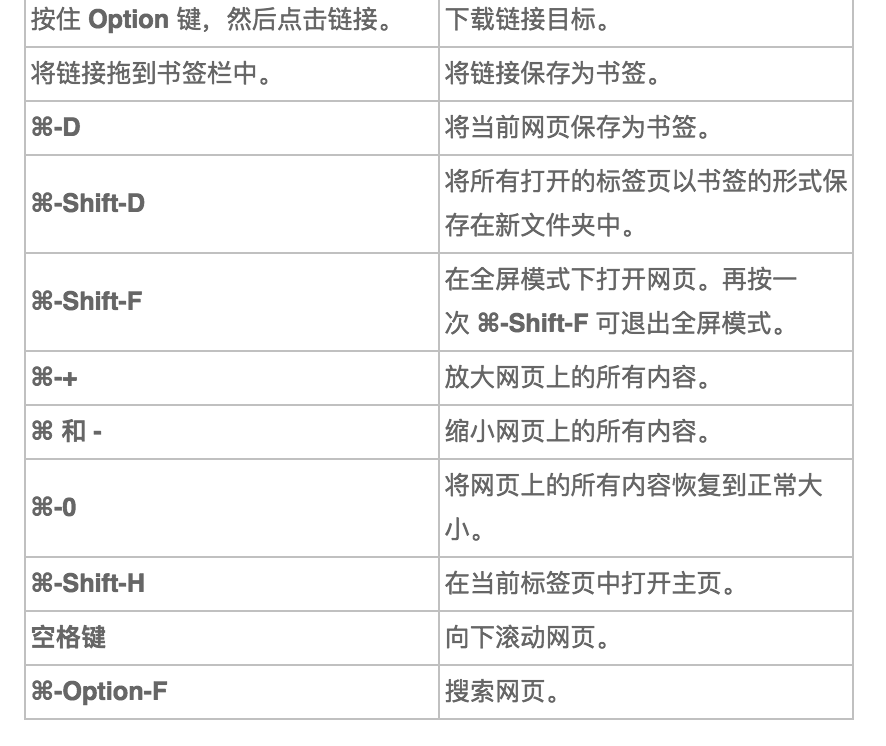 按住 Option 键，然后点击链接。 下载链接目标。
将链接拖到书签栏中。 将链接保存为书签。
⌘-D 将当前网页保存为书签。
⌘-Shift-D 将所有打开的标签页以书签的形式保
存在新文件夹中。
⌘-Shift-F 在全屏模式下打开网页。再按一
次 ⌘-Shift-F 可退出全屏模式。
⌘-+ 放大网页上的所有内容。
⌘ 和 - 缩小网页上的所有内容。
⌘-0 将网页上的所有内容恢复到正常大
小。
⌘-Shift-H 在当前标签页中打开主页。
空格键 向下滚动网页。
⌘-Option-F 搜索网页。